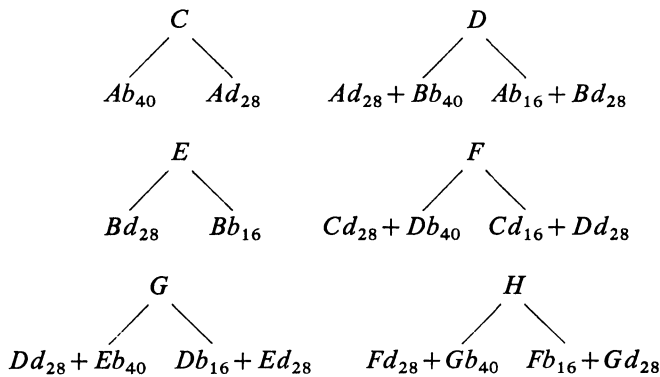 C D
Ab₄₀ Ad₂₈ Ad₂₈ + Bb₄₀ Ab₁₆ + Bd₂₈
E F
Bd₂₈ Bb₁₆ Cd₂₈ + Db₄₀ Cd₁₆ + Dd₂₈
G H
Dd₂₈ + Eb₄₀ Db₁₆ + Ed₂₈ Fd₂₈ + Gb₄₀ Fb₁₆ + Gd₂₈